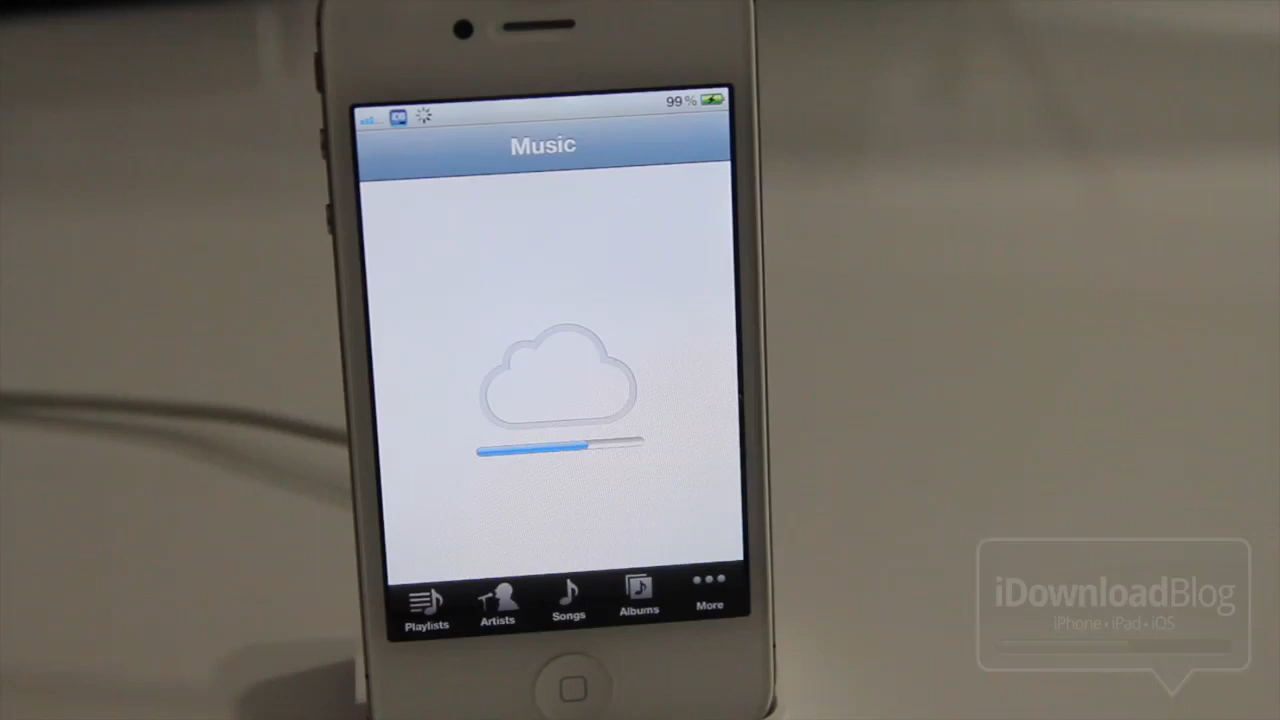 99%
Music
Playlists
Artists
Songs
Albums
More
iDownloadBlog
iPhone • iPad • iOS